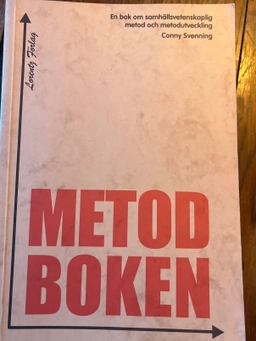 En bok om samhällsvetenskaplig
metod och metodutveckling
Conny Svenning
Lorentz Förlag
METOD
BOKEN